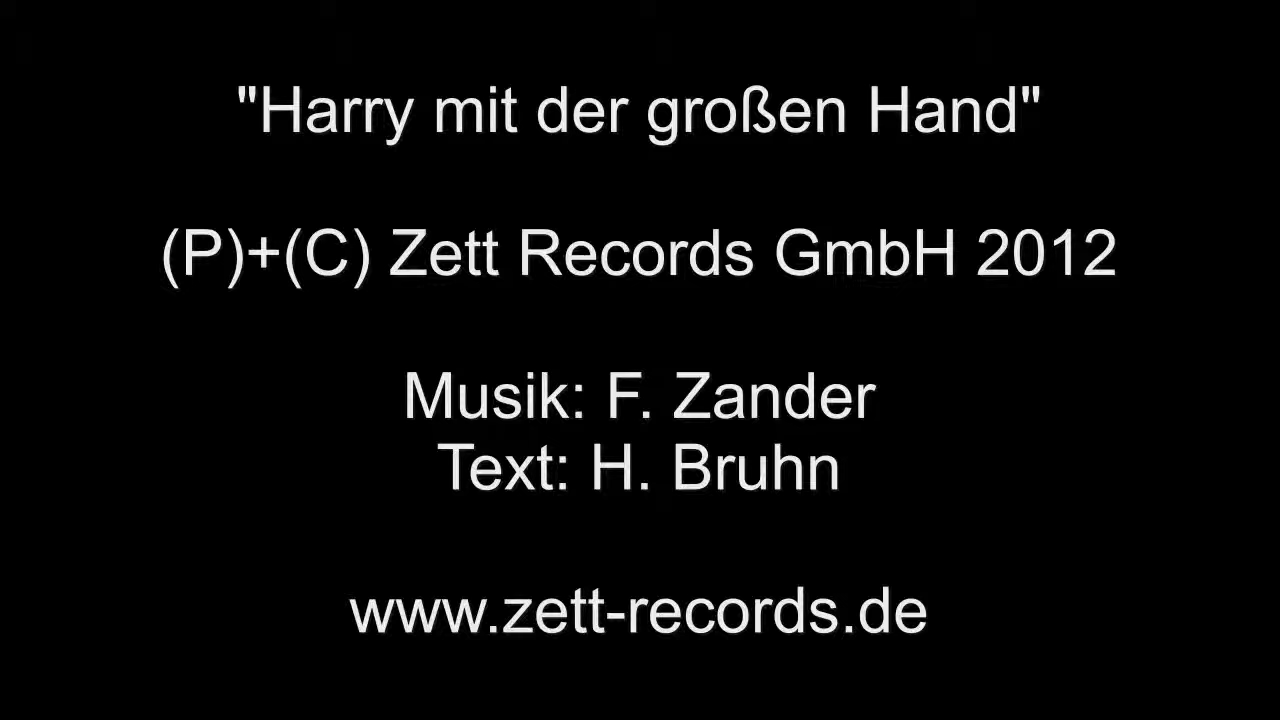 "Harry mit der großen Hand"
(P)+(C) Zett Records GmbH 2012
Musik: F. Zander
Text: H. Bruhn
www.zett-records.de